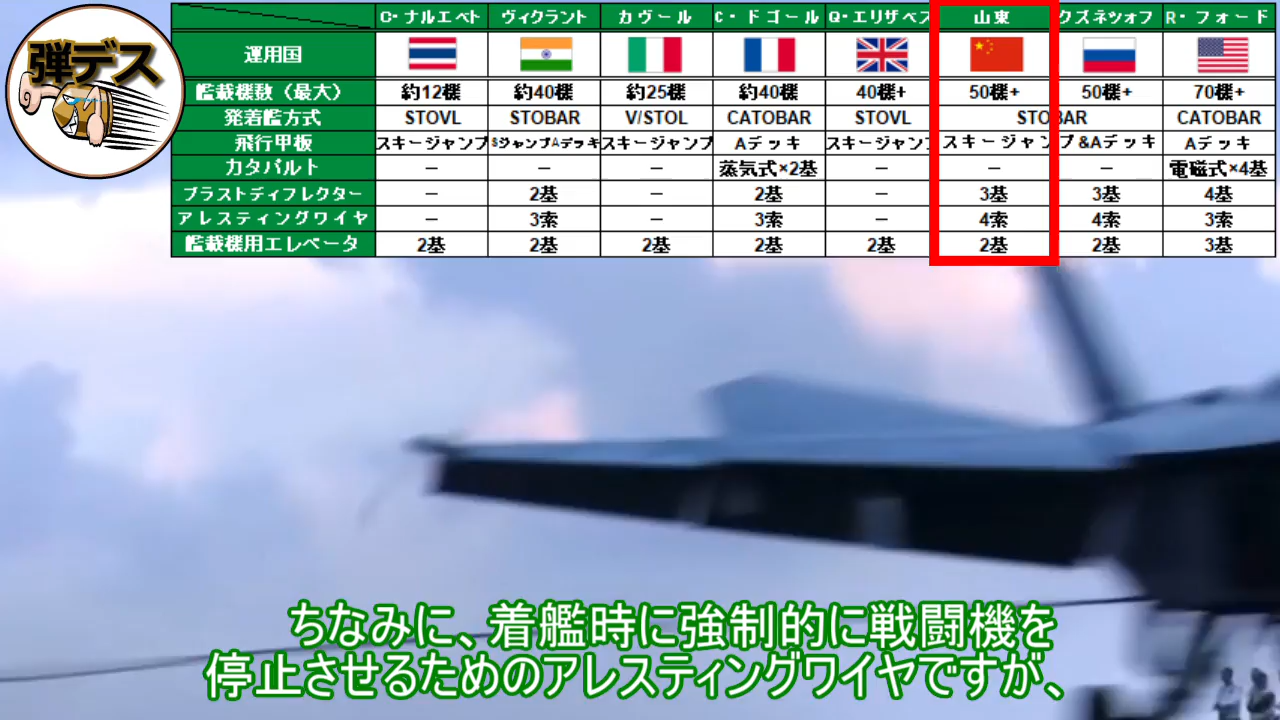 弾デス
C・ナルエベト ヴィクラント カヴール C・ドゴール Q・エリザベス 山東 クズネツォフ R・フォード
運用国
艦載機数（最大） 約12機 約40機 約25機 約40機 40機+ 50機+ 50機+ 70機+
発着艦方式 STOVL STOBAR V/STOL CATOBAR STOVL STOBAR CATOBAR
飛行甲板 スキージャンプ SジャンプAデッキ スキージャンプ Aデッキ スキージャンプ スキージャンプ&Aデッキ Aデッキ
カタパルト － － － 蒸気式×2基 － － － 電磁式×4基
ブラストディフレクター － 2基 － 2基 － 3基 3基 4基
アレスティングワイヤ － 3索 － 3索 － 4索 4索 3索
艦載機用エレベータ 2基 2基 2基 2基 2基 2基 2基 3基
ちなみに、着艦時に強制的に戦闘機を
停止させるためのアレスティングワイヤですが、